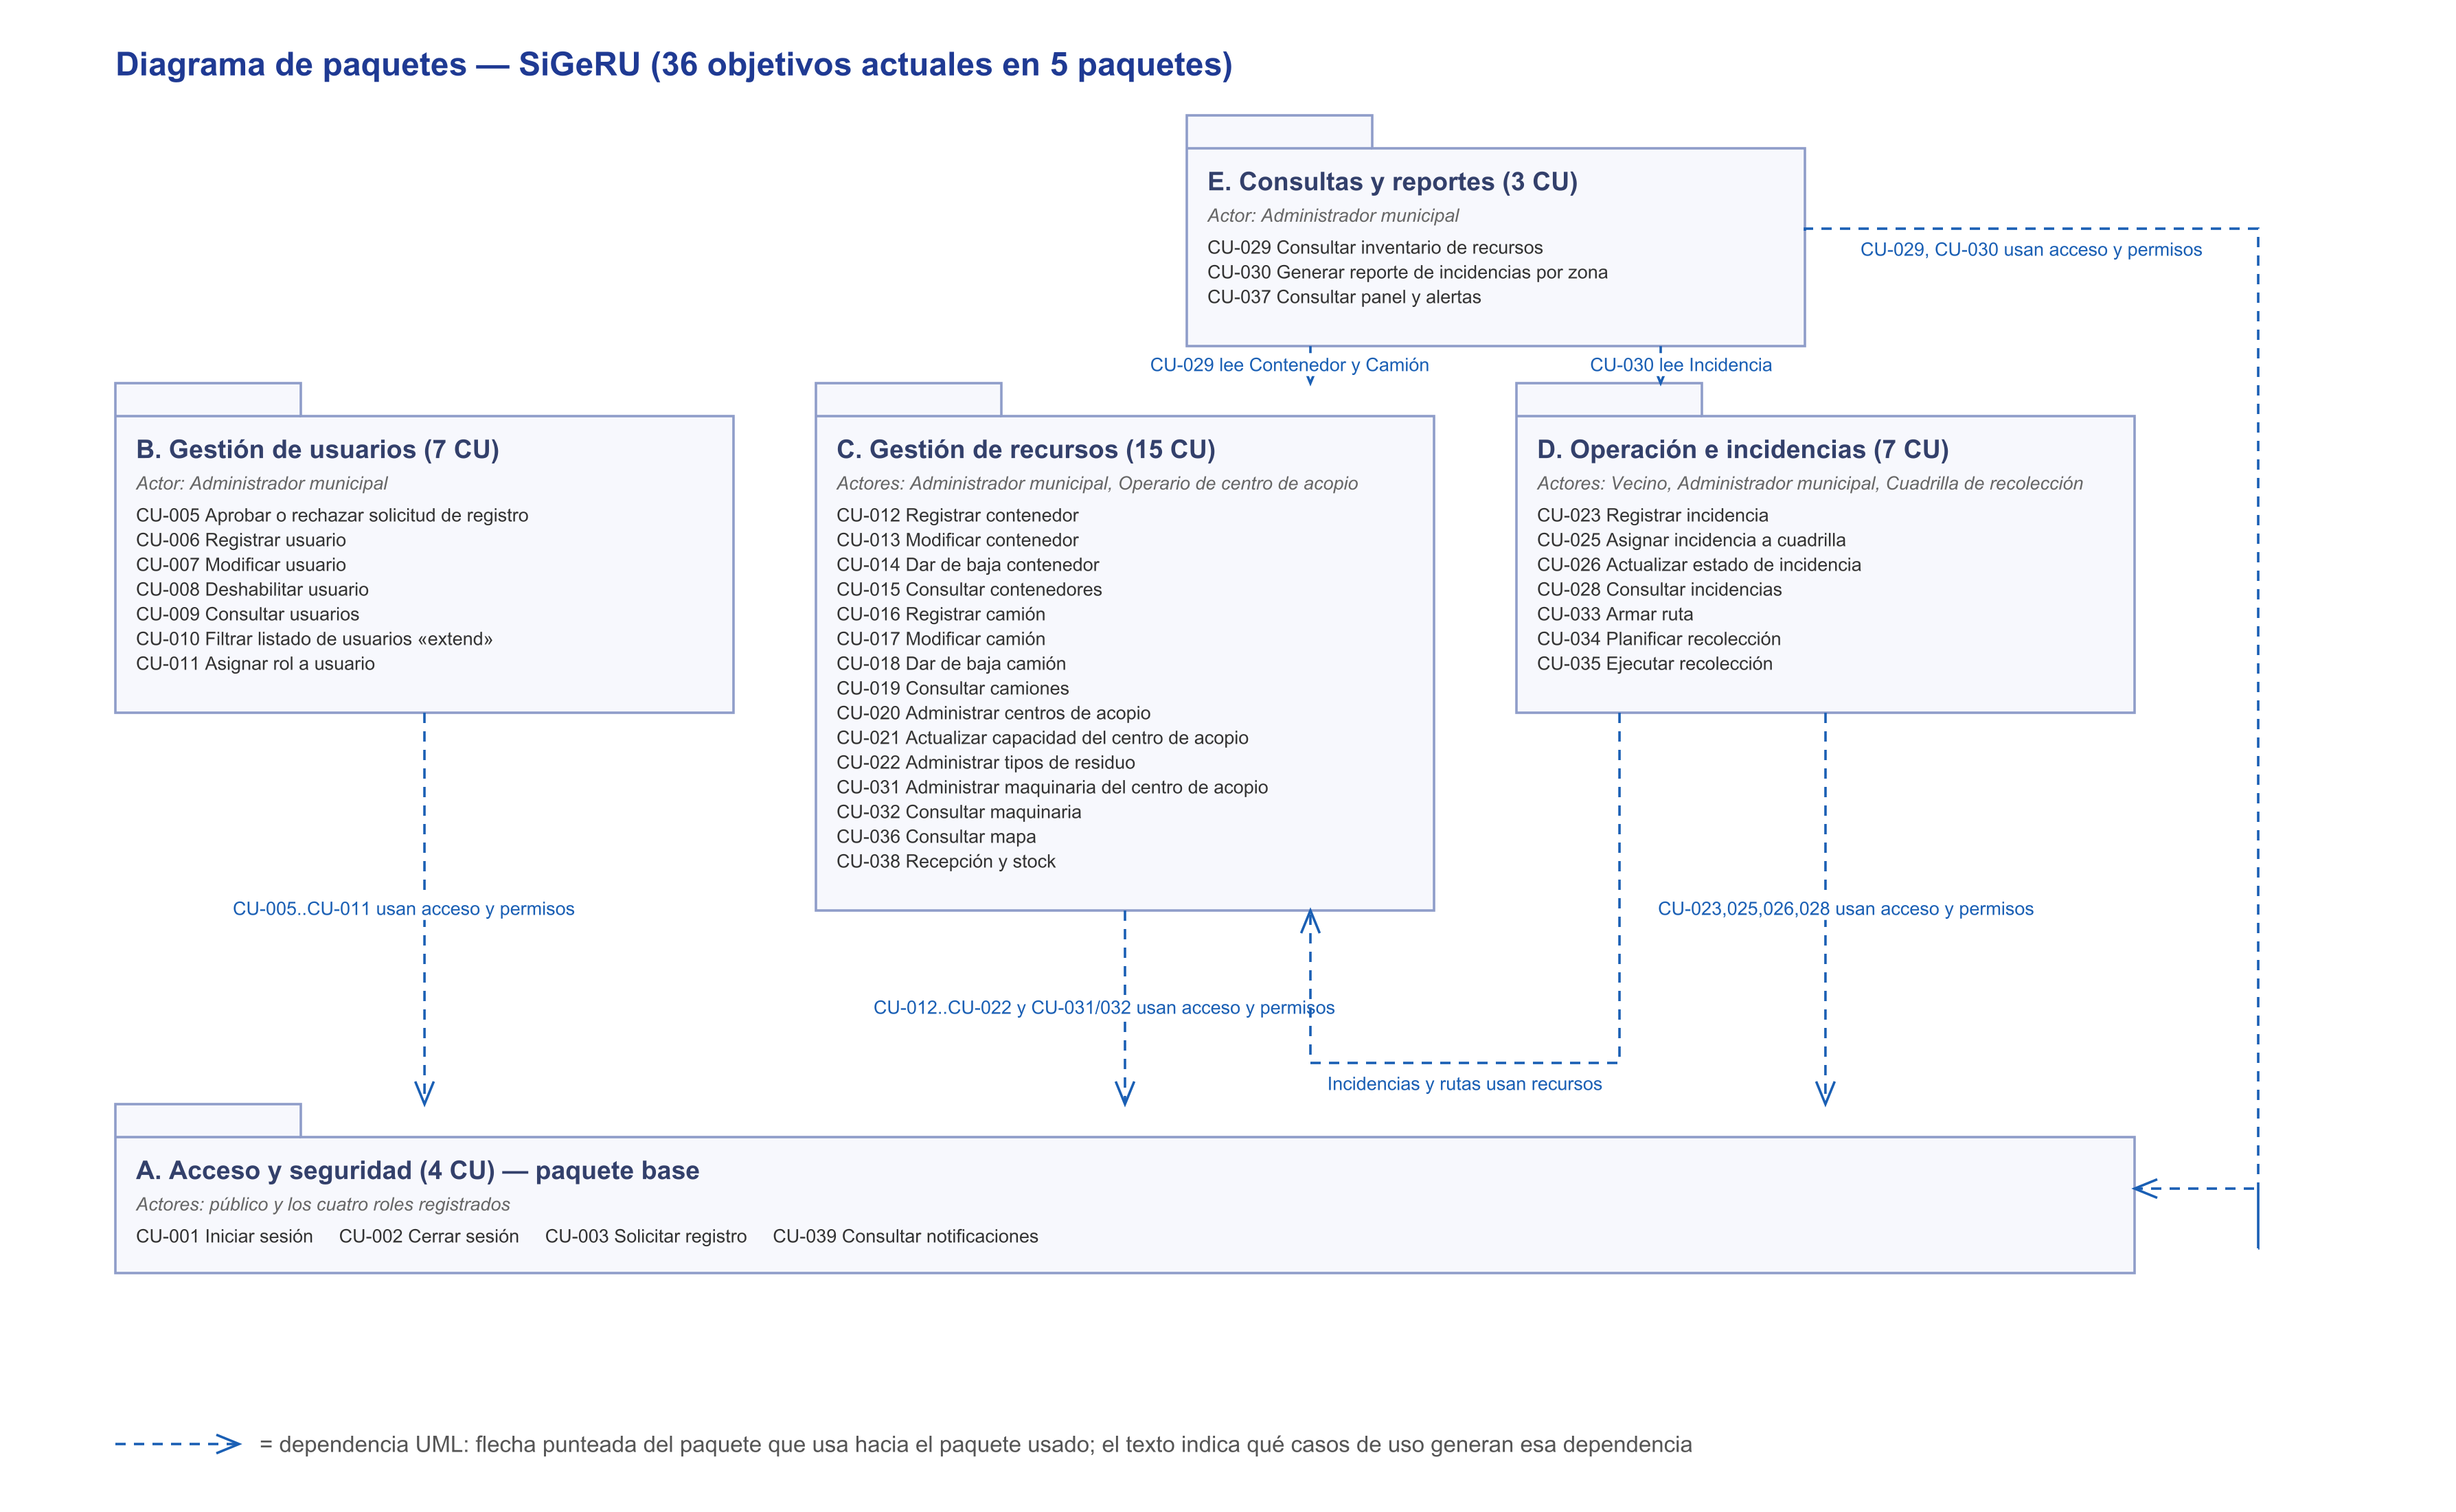 Diagrama de paquetes — SiGeRU (36 objetivos actuales en 5 paquetes)
E. Consultas y reportes (3 CU)
Actor: Administrador municipal
CU-029 Consultar inventario de recursos
CU-030 Generar reporte de incidencias por zona
CU-037 Consultar panel y alertas
CU-029, CU-030 usan acceso y permisos
CU-029 lee Contenedor y Camión
CU-030 lee Incidencia
B. Gestión de usuarios (7 CU)
Actor: Administrador municipal
CU-005 Aprobar o rechazar solicitud de registro
CU-006 Registrar usuario
CU-007 Modificar usuario
CU-008 Deshabilitar usuario
CU-009 Consultar usuarios
CU-010 Filtrar listado de usuarios «extend»
CU-011 Asignar rol a usuario
C. Gestión de recursos (15 CU)
Actores: Administrador municipal, Operario de centro de acopio
CU-012 Registrar contenedor
CU-013 Modificar contenedor
CU-014 Dar de baja contenedor
CU-015 Consultar contenedores
CU-016 Registrar camión
CU-017 Modificar camión
CU-018 Dar de baja camión
CU-019 Consultar camiones
CU-020 Administrar centros de acopio
CU-021 Actualizar capacidad del centro de acopio
CU-022 Administrar tipos de residuo
CU-031 Administrar maquinaria del centro de acopio
CU-032 Consultar maquinaria
CU-036 Consultar mapa
CU-038 Recepción y stock
D. Operación e incidencias (7 CU)
Actores: Vecino, Administrador municipal, Cuadrilla de recolección
CU-023 Registrar incidencia
CU-025 Asignar incidencia a cuadrilla
CU-026 Actualizar estado de incidencia
CU-028 Consultar incidencias
CU-033 Armar ruta
CU-034 Planificar recolección
CU-035 Ejecutar recolección
CU-005..CU-011 usan acceso y permisos
CU-012..CU-022 y CU-031/032 usan acceso y permisos
CU-023,025,026,028 usan acceso y permisos
Incidencias y rutas usan recursos
A. Acceso y seguridad (4 CU) — paquete base
Actores: público y los cuatro roles registrados
CU-001 Iniciar sesión CU-002 Cerrar sesión CU-003 Solicitar registro CU-039 Consultar notificaciones
= dependencia UML: flecha punteada del paquete que usa hacia el paquete usado; el texto indica qué casos de uso generan esa dependencia